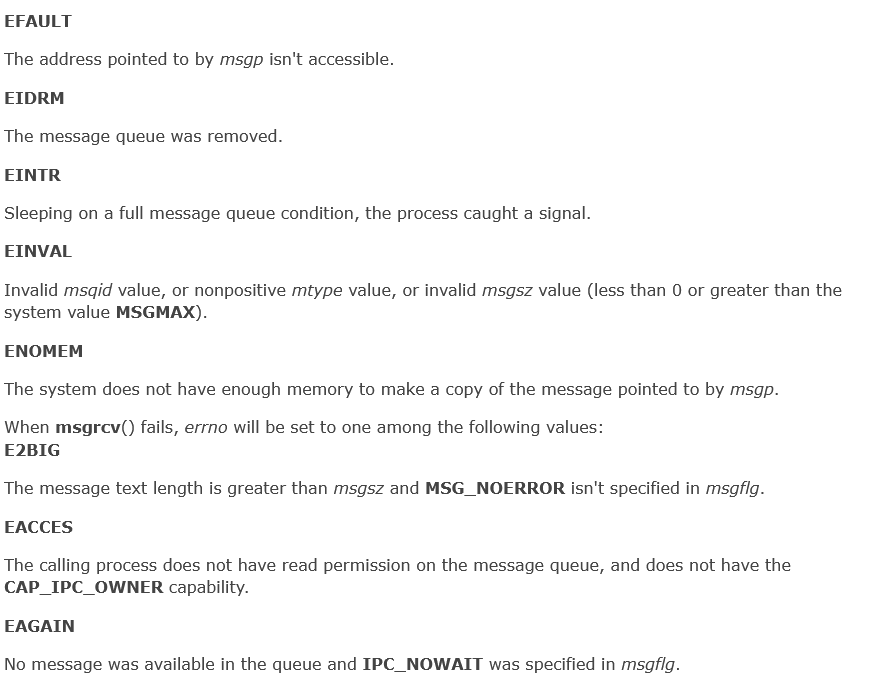 EFAULT
The address pointed to by msgp isn't accessible.
EIDRM
The message queue was removed.
EINTR
Sleeping on a full message queue condition, the process caught a signal.
EINVAL
Invalid msqid value, or nonpositive mtype value, or invalid msgsz value (less than 0 or greater than the
system value MSGMAX).
ENOMEM
The system does not have enough memory to make a copy of the message pointed to by msgp.
When msgrcv() fails, errno will be set to one among the following values:
E2BIG
The message text length is greater than msgsz and MSG_NOERROR isn't specified in msgflg.
EACCES
The calling process does not have read permission on the message queue, and does not have the
CAP_IPC_OWNER capability.
EAGAIN
No message was available in the queue and IPC_NOWAIT was specified in msgflg.